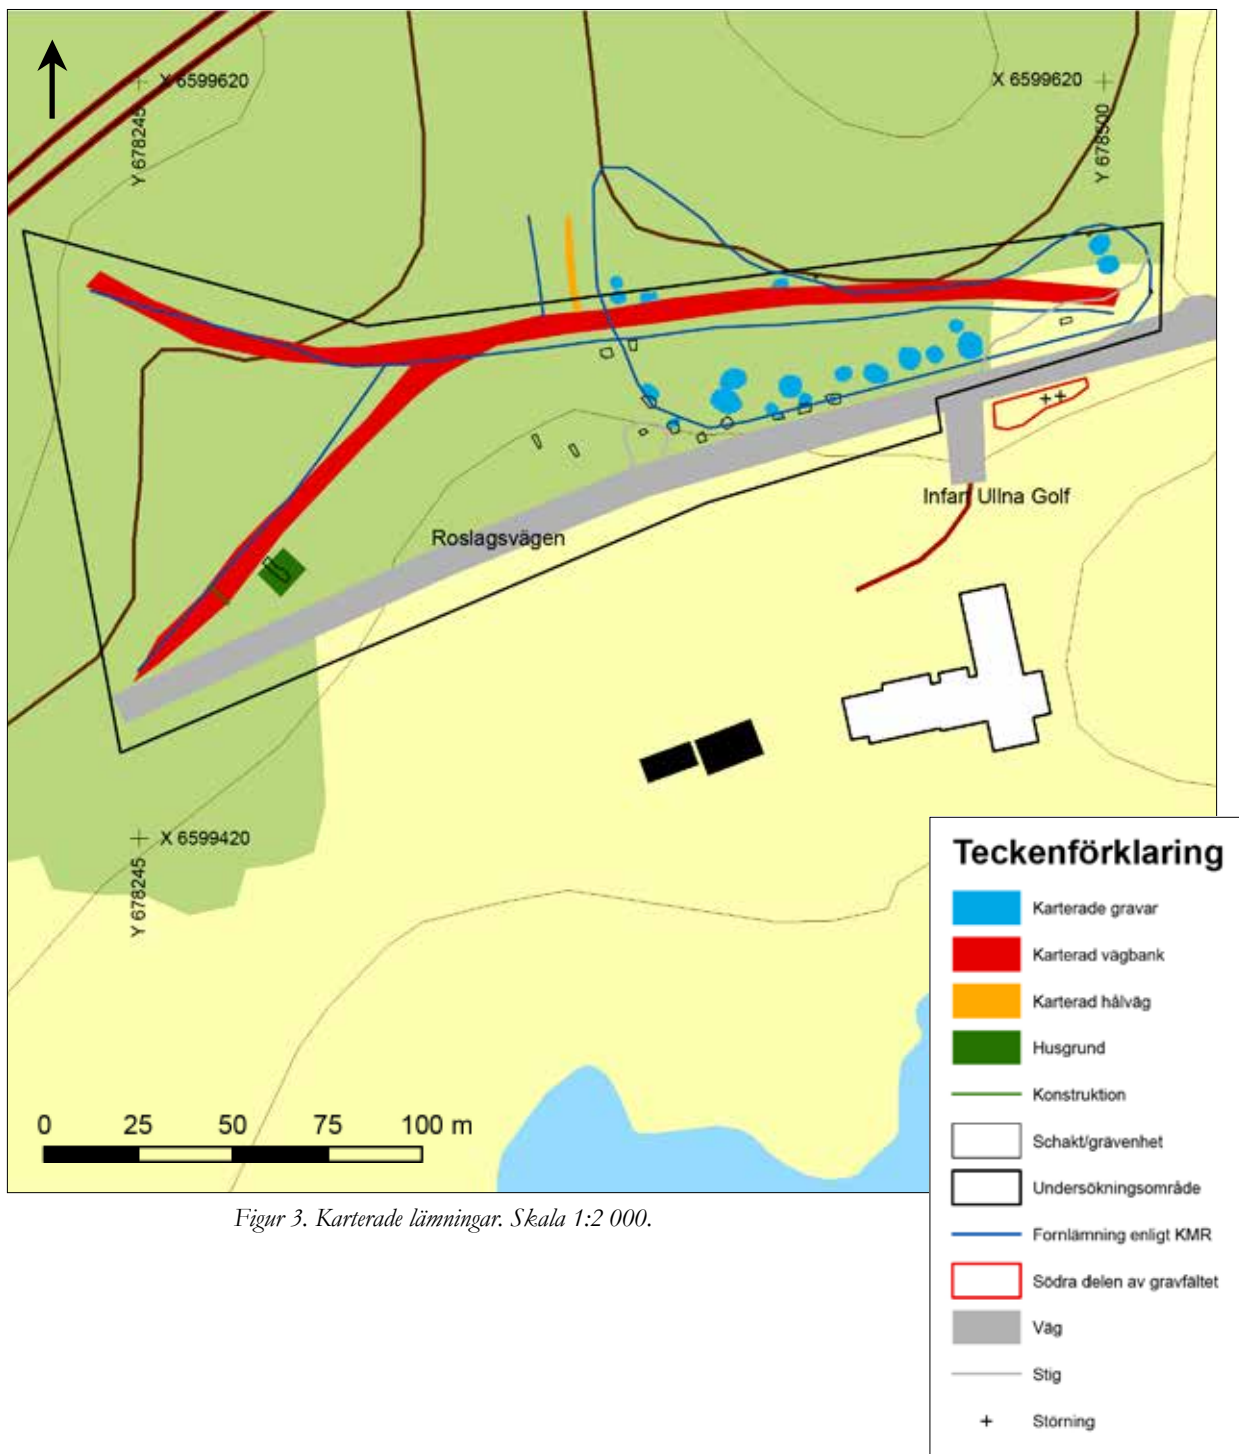 X 6599620
X 6599620
Y 678245
Y 678500
Infart Ullna Golf
Roslagsvägen
X 6599420
Y 678245
0 25 50 75 100 m
Figur 3. Karterade lämningar. Skala 1:2 000.
Teckenförklaring
Karterade gravar
Karterad vägbank
Karterad hålväg
Husgrund
Konstruktion
Schakt/grävenhet
Undersökningsområde
Fornlämning enligt KMR
Södra delen av gravfältet
Väg
Stig
Störning